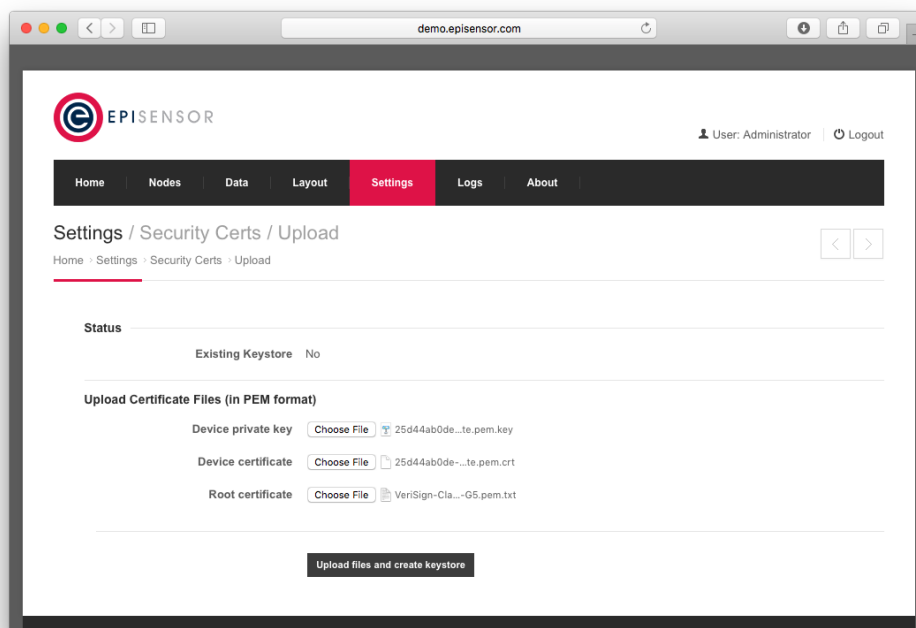 demo.episensor.com
EPISENSOR
User: Administrator Logout
Home Nodes Data Layout Settings Logs About
Settings / Security Certs / Upload
Home › Settings › Security Certs › Upload
Status
Existing Keystore No
Upload Certificate Files (in PEM format)
Device private key Choose File 25d44ab0de...te.pem.key
Device certificate Choose File 25d44ab0de-...te.pem.crt
Root certificate Choose File VeriSign-Cla...-G5.pem.txt
Upload files and create keystore